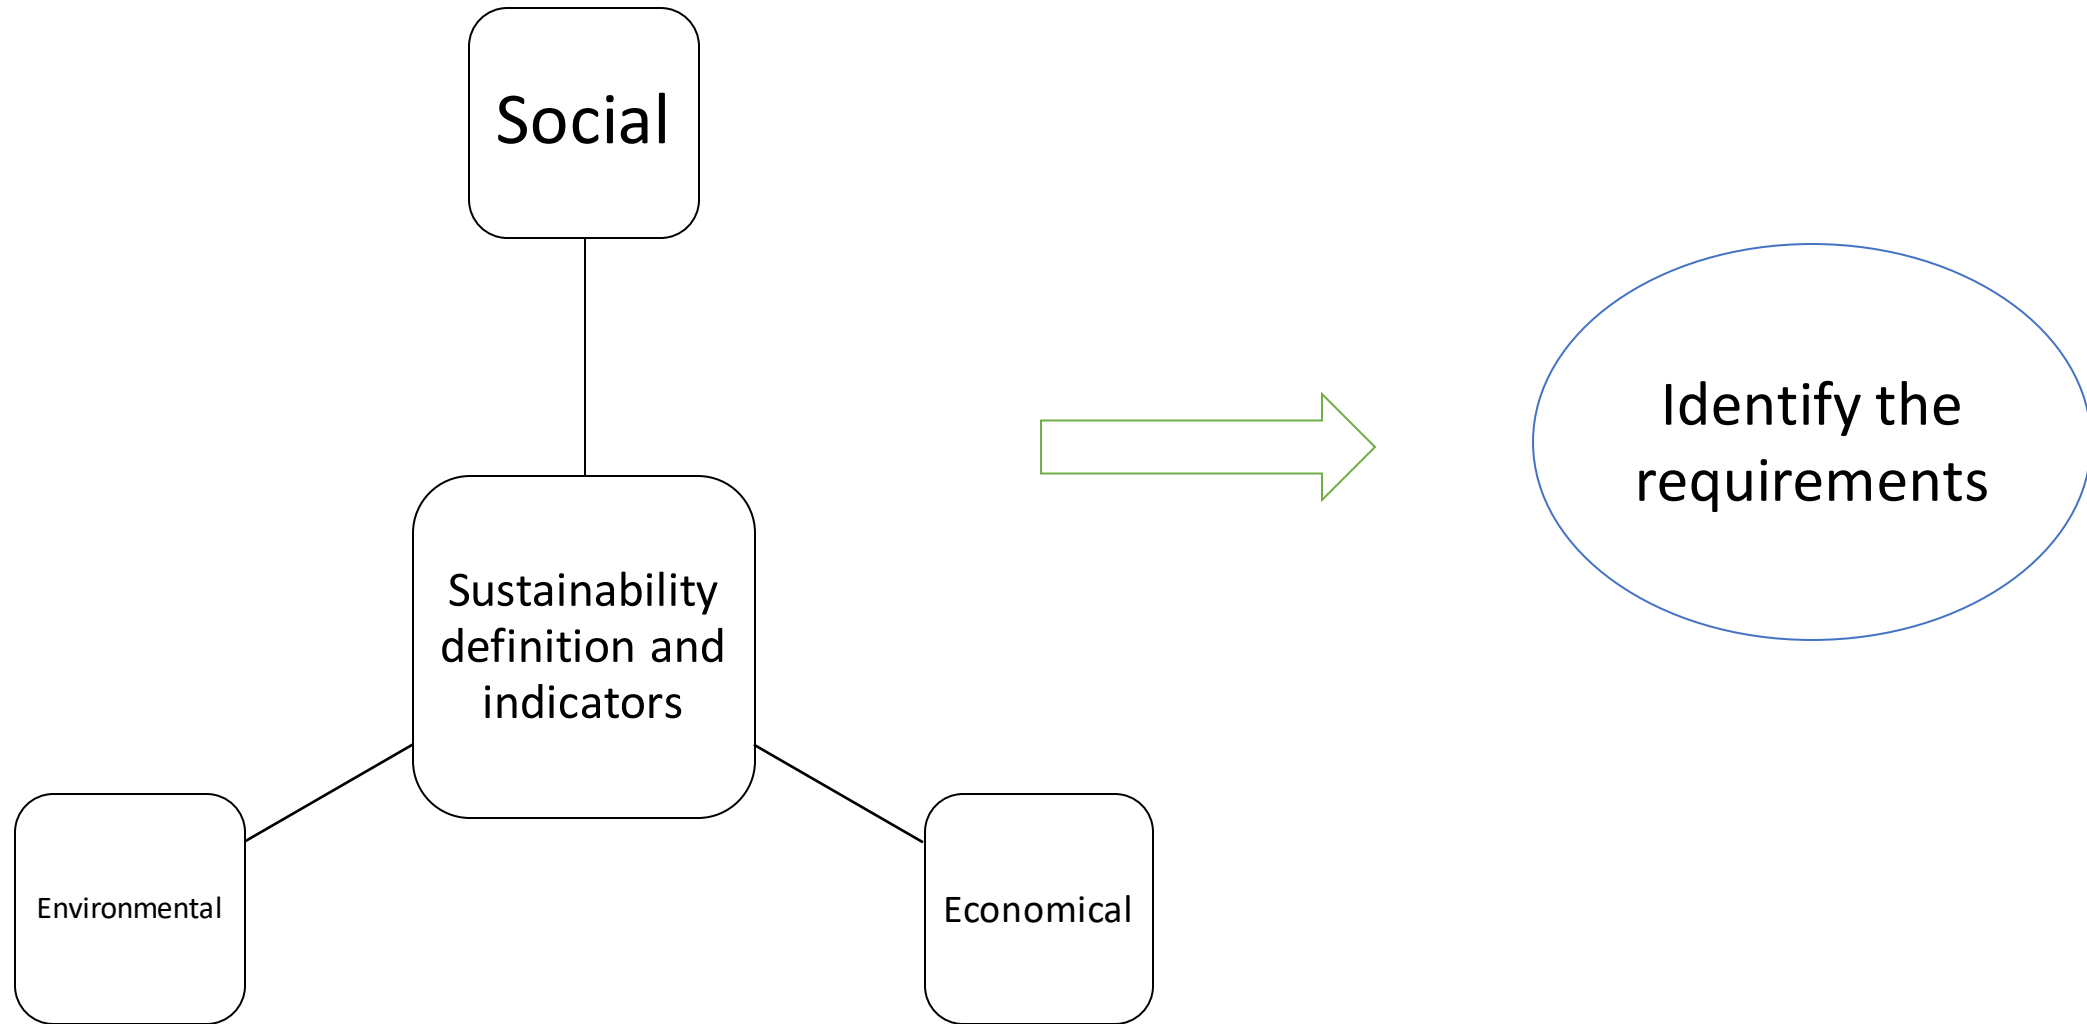 Social
Identify the
requirements
Sustainability
definition and
indicators
Environmental
Economical